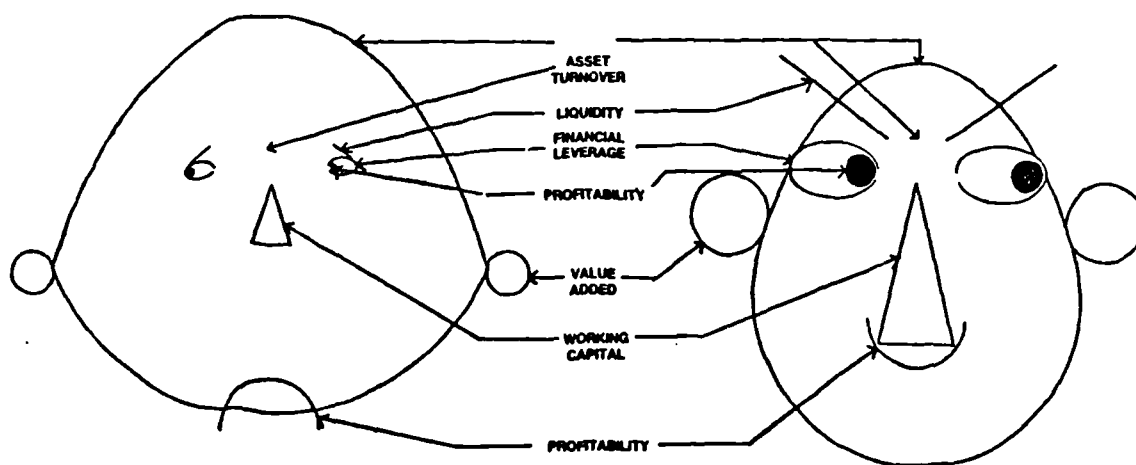 ASSET
TURNOVER
LIQUIDITY
FINANCIAL
LEVERAGE
PROFITABILITY
VALUE
ADDED
WORKING
CAPITAL
PROFITABILITY